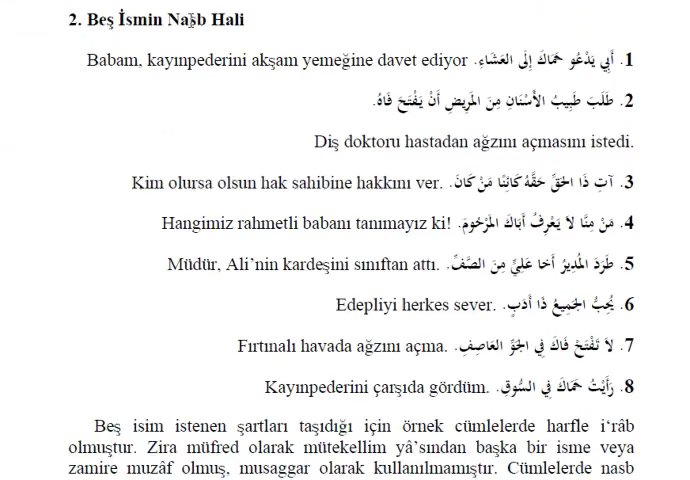 2. Beş İsmin Nasb Hali
1. أَبِي يَدْعُو حَمَاكَ إِلَى العَشَاءِ. Babam, kayınpederini akşam yemeğine davet ediyor
2. طَلَبَ طَبِيبُ الأَسْنَانِ مِنَ المَرِيضِ أَنْ يَفْتَحَ فَاهُ.
Diş doktoru hastadan ağzını açmasını istedi.
3. آتِ ذَا الحَقِّ حَقَّهُ كَائِنًا مَنْ كَانَ. Kim olursa olsun hak sahibine hakkını ver.
4. مَنْ مِنَّا لاَ يَعْرِفُ أَبَاكَ المَرْحُومَ. Hangimiz rahmetli babanı tanımayız ki!
5. طَرَدَ المُدِيرُ أَخَا عَلِيٍّ مِنَ الصَّفِّ. Müdür, Ali’nin kardeşini sınıftan attı.
6. يُحِبُّ الجَمِيعُ ذَا أَدَبٍ. Edepliyi herkes sever.
7. لاَ تَفْتَحْ فَاكَ فِي الجَوِّ العَاصِفِ. Fırtınalı havada ağzını açma.
8. رَأَيْتُ حَمَاكَ فِي السُّوقِ. Kayınpederini çarşıda gördüm.
Beş isim istenen şartları taşıdığı için örnek cümlelerde harfle i‘râb
olmuştur. Zira müfred olarak mütekellim yâ’sından başka bir isme veya
zamire muzâf olmuş, musaggar olarak kullanılmamıştır. Cümlelerde nasb